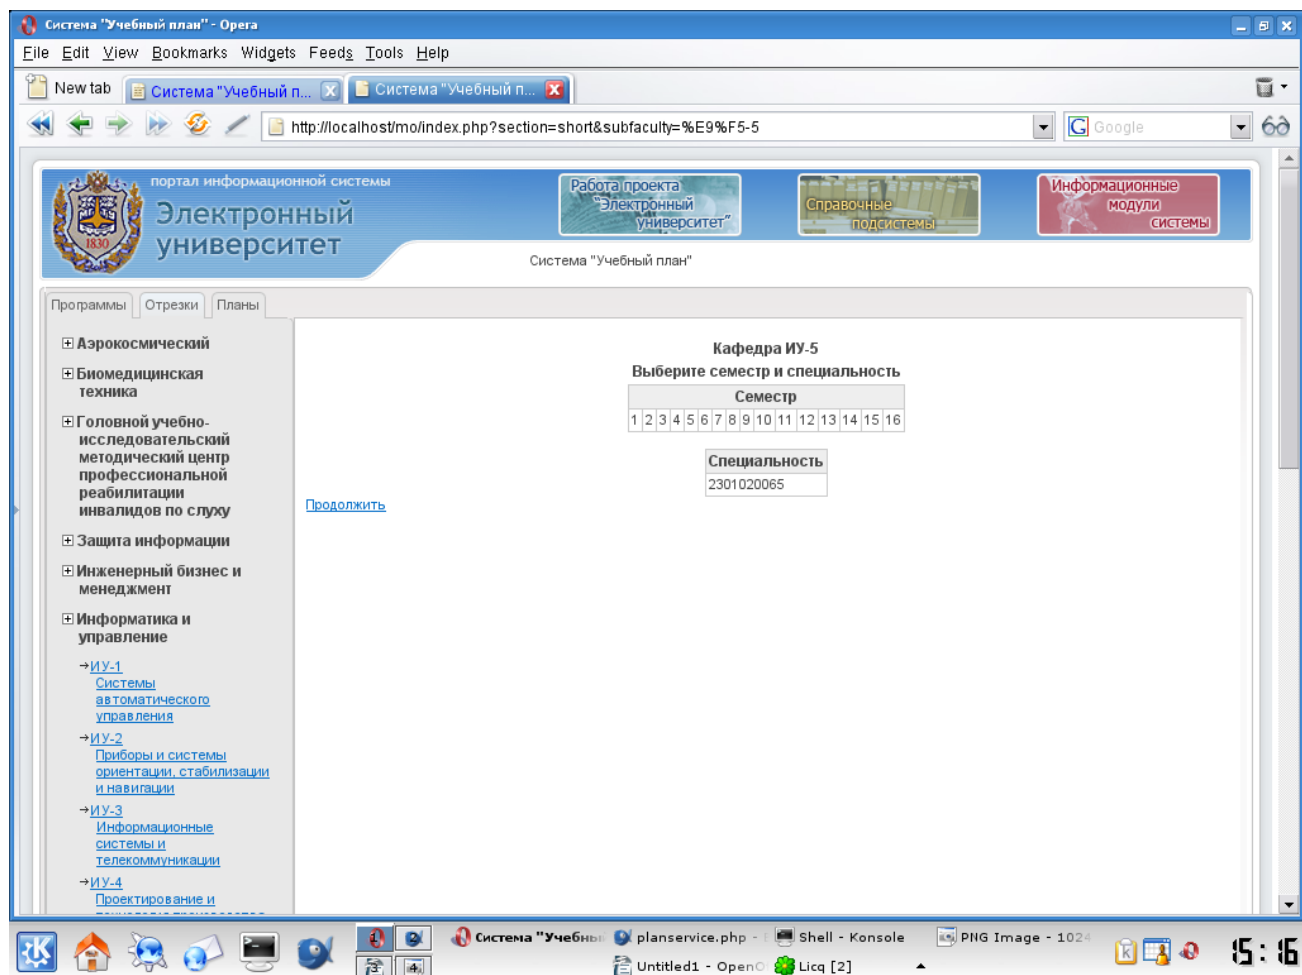 Система "Учебный план" - Opera
File Edit View Bookmarks Widgets Feeds Tools Help
New tab
Система "Учебный п...
Система "Учебный п...
http://localhost/mo/index.php?section=short&subfaculty=%E9%F5-5
Google
портал информационной системы
Электронный
университет
1830
Работа проекта
"Электронный
университет"
Справочные
подсистемы
Информационные
модули
системы
Система "Учебный план"
Программы Отрезки Планы
Аэрокосмический
Биомедицинская
техника
Головной учебно-
исследовательский
методический центр
профессиональной
реабилитации
инвалидов по слуху
Защита информации
Инженерный бизнес и
менеджмент
Информатика и
управление
→ИУ-1
Системы
автоматического
управления
→ИУ-2
Приборы и системы
ориентации, стабилизации
и навигации
→ИУ-3
Информационные
системы и
телекоммуникации
→ИУ-4
Проектирование и
Кафедра ИУ-5
Выберите семестр и специальность
Семестр
1 2 3 4 5 6 7 8 9 10 11 12 13 14 15 16
Специальность
2301020065
Продолжить
1 2
3 4
Система "Учебны
planservice.php -
Shell - Konsole
PNG Image - 1024
Untitled1 - OpenO
Licq [2]
15:16